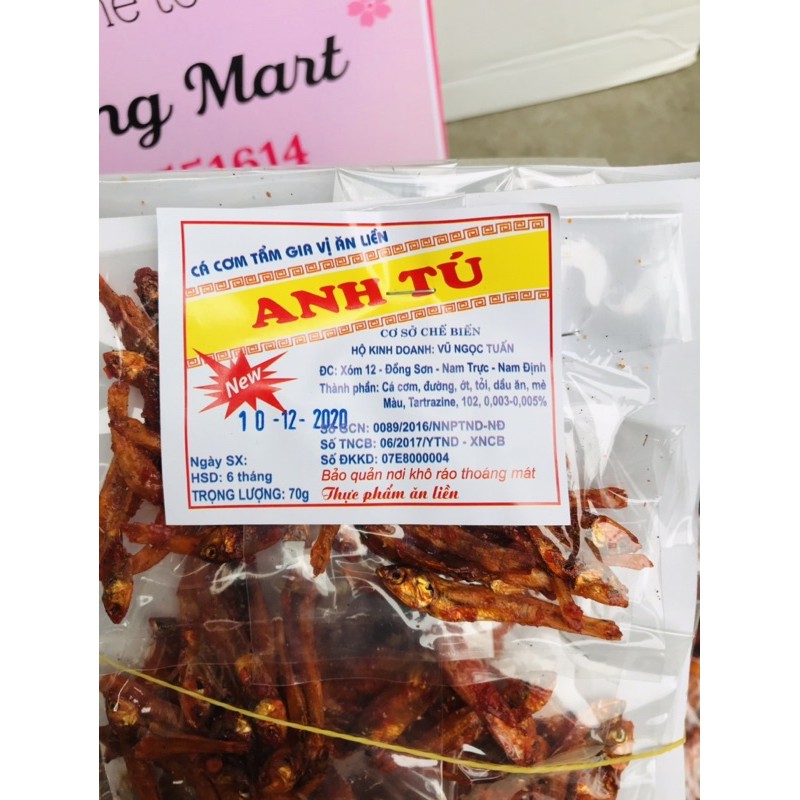 ng Mart
151614
CÁ CƠM TẨM GIA VỊ ĂN LIỀN
ANH TÚ
CƠ SỞ CHẾ BIẾN
HỘ KINH DOANH: VŨ NGỌC TUẤN
ĐC: Xóm 12 - Đồng Sơn - Nam Trực - Nam Định
Thành phần: Cá cơm, đường, ớt, tỏi, dầu ăn, mè
Màu, Tartrazine, 102, 0,003-0,005%
New
10-12-2020
Số GCN: 0089/2016/NNPTND-NĐ
Số TNCB: 06/2017/YTND - XNCB
Số ĐKKD: 07E8000004
Ngày SX:
HSD: 6 tháng
TRỌNG LƯỢNG: 70g
Bảo quản nơi khô ráo thoáng mát
Thực phẩm ăn liền